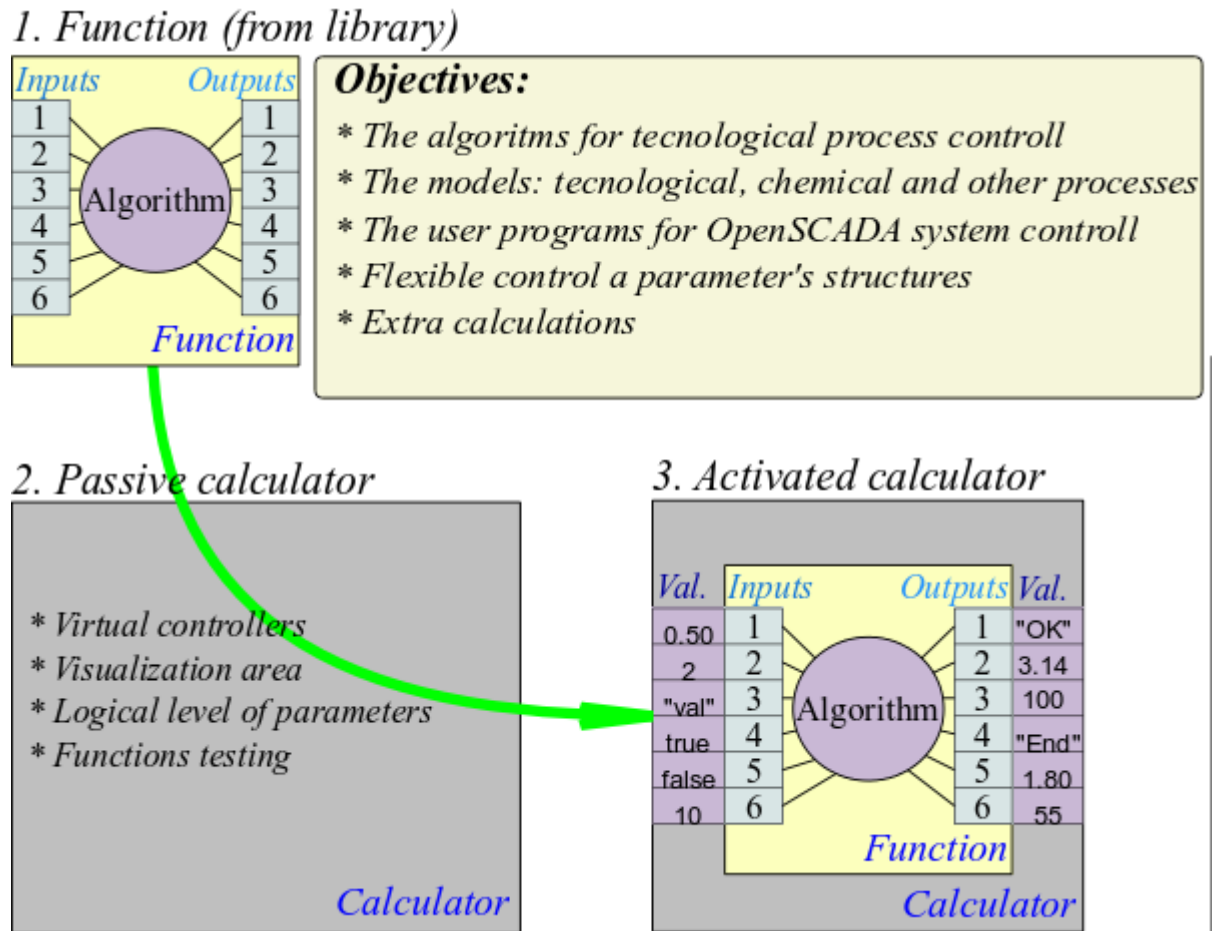 1. Function (from library)
Inputs Outputs
1 1
2 2
3 3
4 4
5 5
6 6
Algorithm
Function
Objectives:
* The algoritms for tecnological process controll
* The models: tecnological, chemical and other processes
* The user programs for OpenSCADA system controll
* Flexible control a parameter's structures
* Extra calculations
2. Passive calculator
* Virtual controllers
* Visualization area
* Logical level of parameters
* Functions testing
Calculator
3. Activated calculator
Val. Inputs Outputs Val.
0.50 1 1 "OK"
2 2 2 3.14
"val" 3 3 100
true 4 4 "End"
false 5 5 1.80
10 6 6 55
Algorithm
Function
Calculator